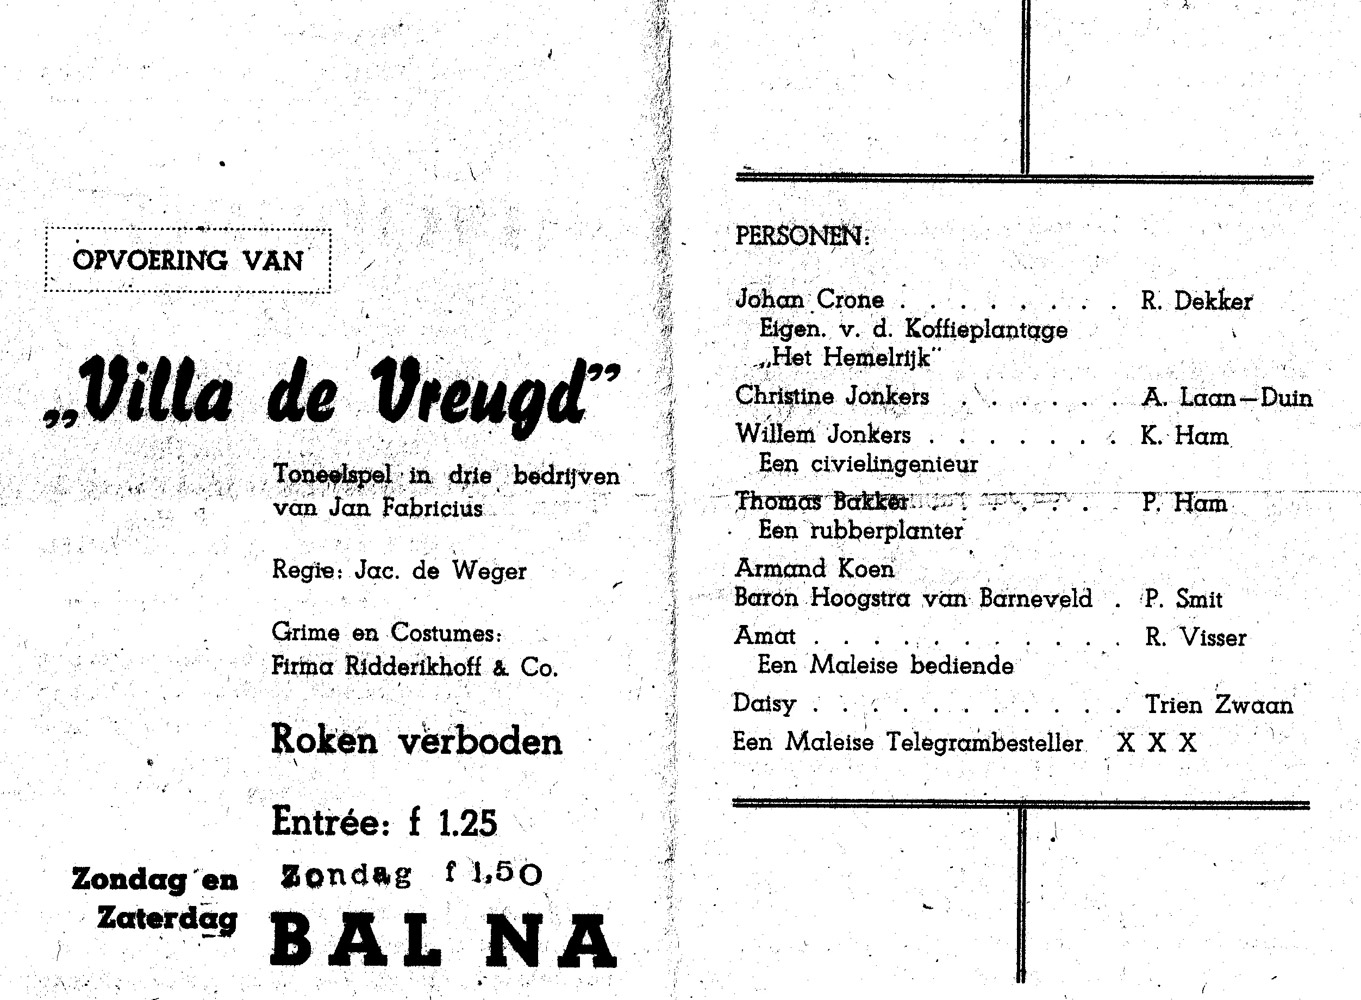 OPVOERING VAN
„Villa de Vreugd”
Toneelspel in drie bedrijven
van Jan Fabricius
Regie: Jac. de Weger
Grime en Costumes:
Firma Ridderikhoff & Co.
Roken verboden
Entrée: f 1.25
Zondag f 1,50
Zondag en
Zaterdag
BAL NA
PERSONEN:
Johan Crone . . . . . . . . R. Dekker
Eigen. v. d. Koffieplantage
„Het Hemelrijk”
Christine Jonkers . . . . . . A. Laan—Duin
Willem Jonkers . . . . . . . K. Ham
Een civielingenieur
Thomas Bakker . . . . . . P. Ham
Een rubberplanter
Armand Koen
Baron Hoogstra van Barneveld . P. Smit
Amat . . . . . . . . . . . R. Visser
Een Maleise bediende
Daisy . . . . . . . . . . . Trien Zwaan
Een Maleise Telegrambesteller X X X